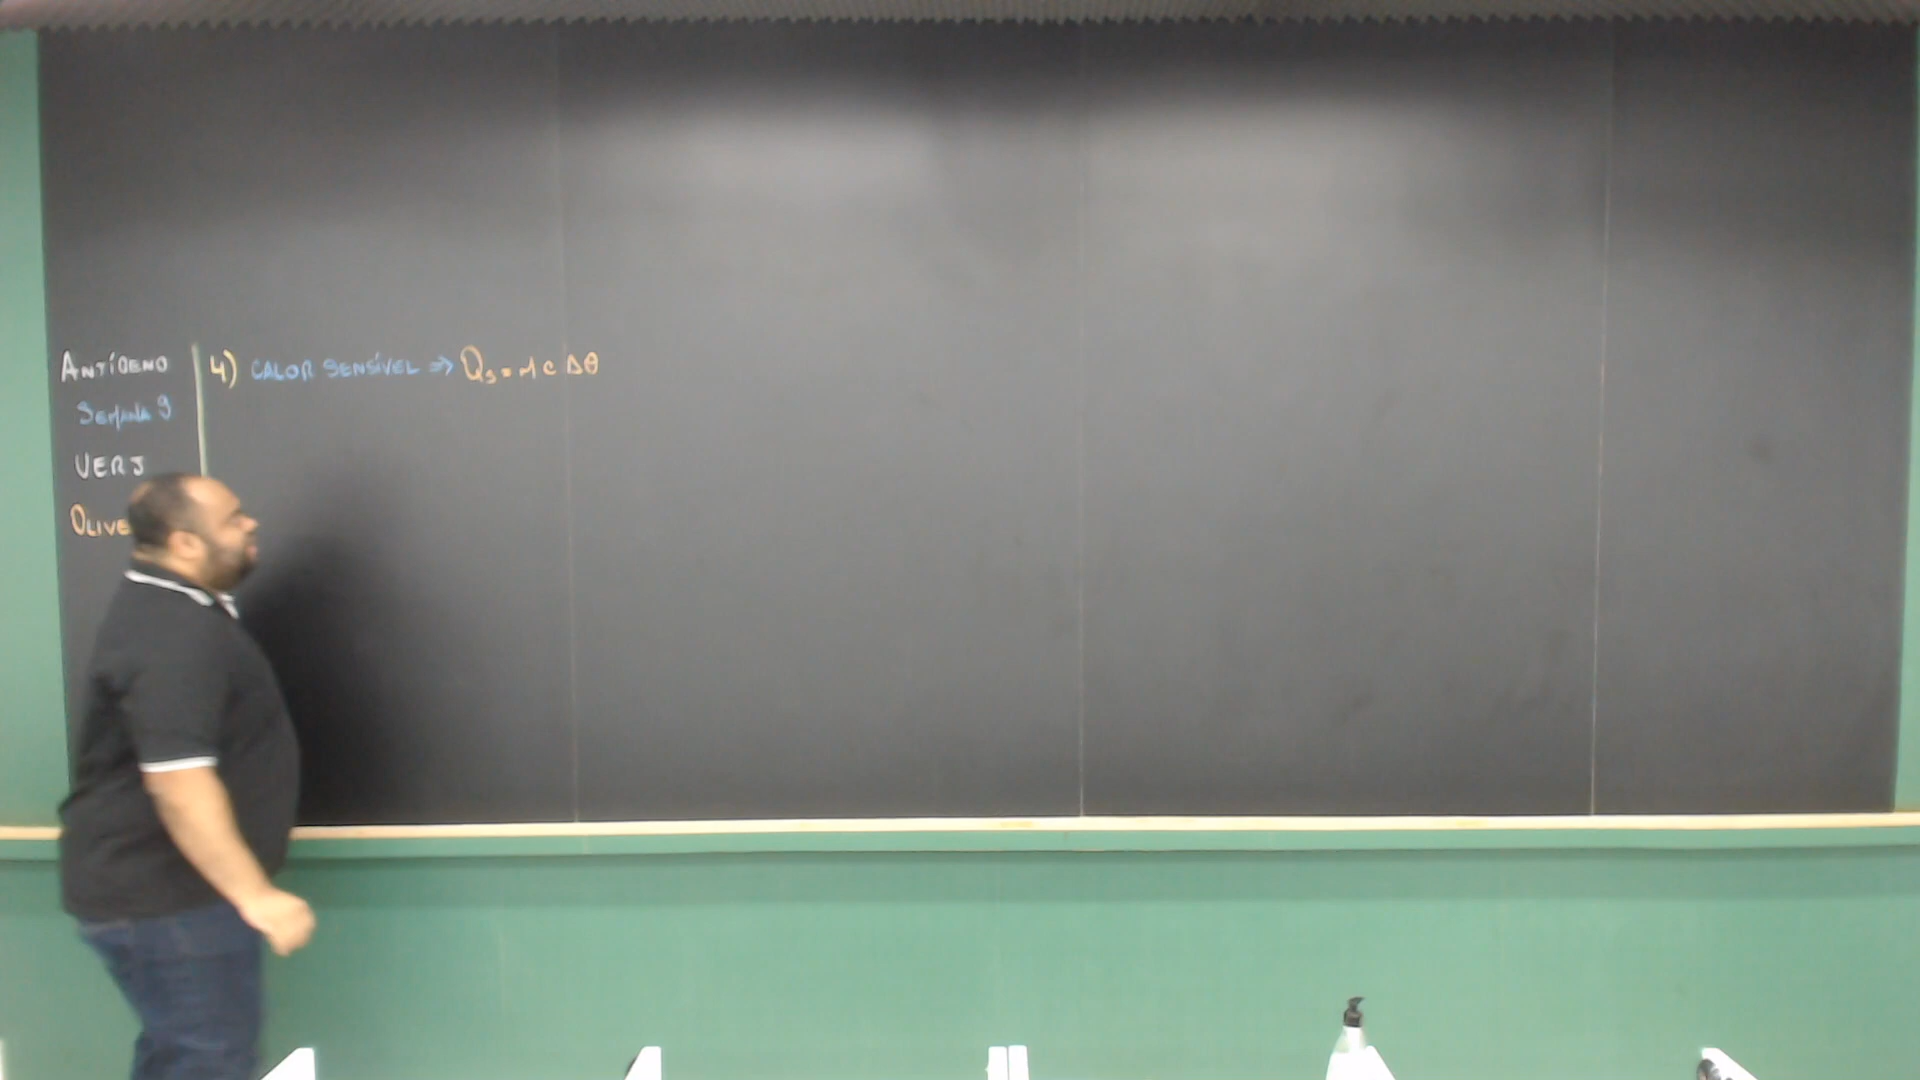 ANTÍGENO
SEMANA 9
UERJ
4) CALOR SENSÍVEL ⇒ Qs = M C Δθ